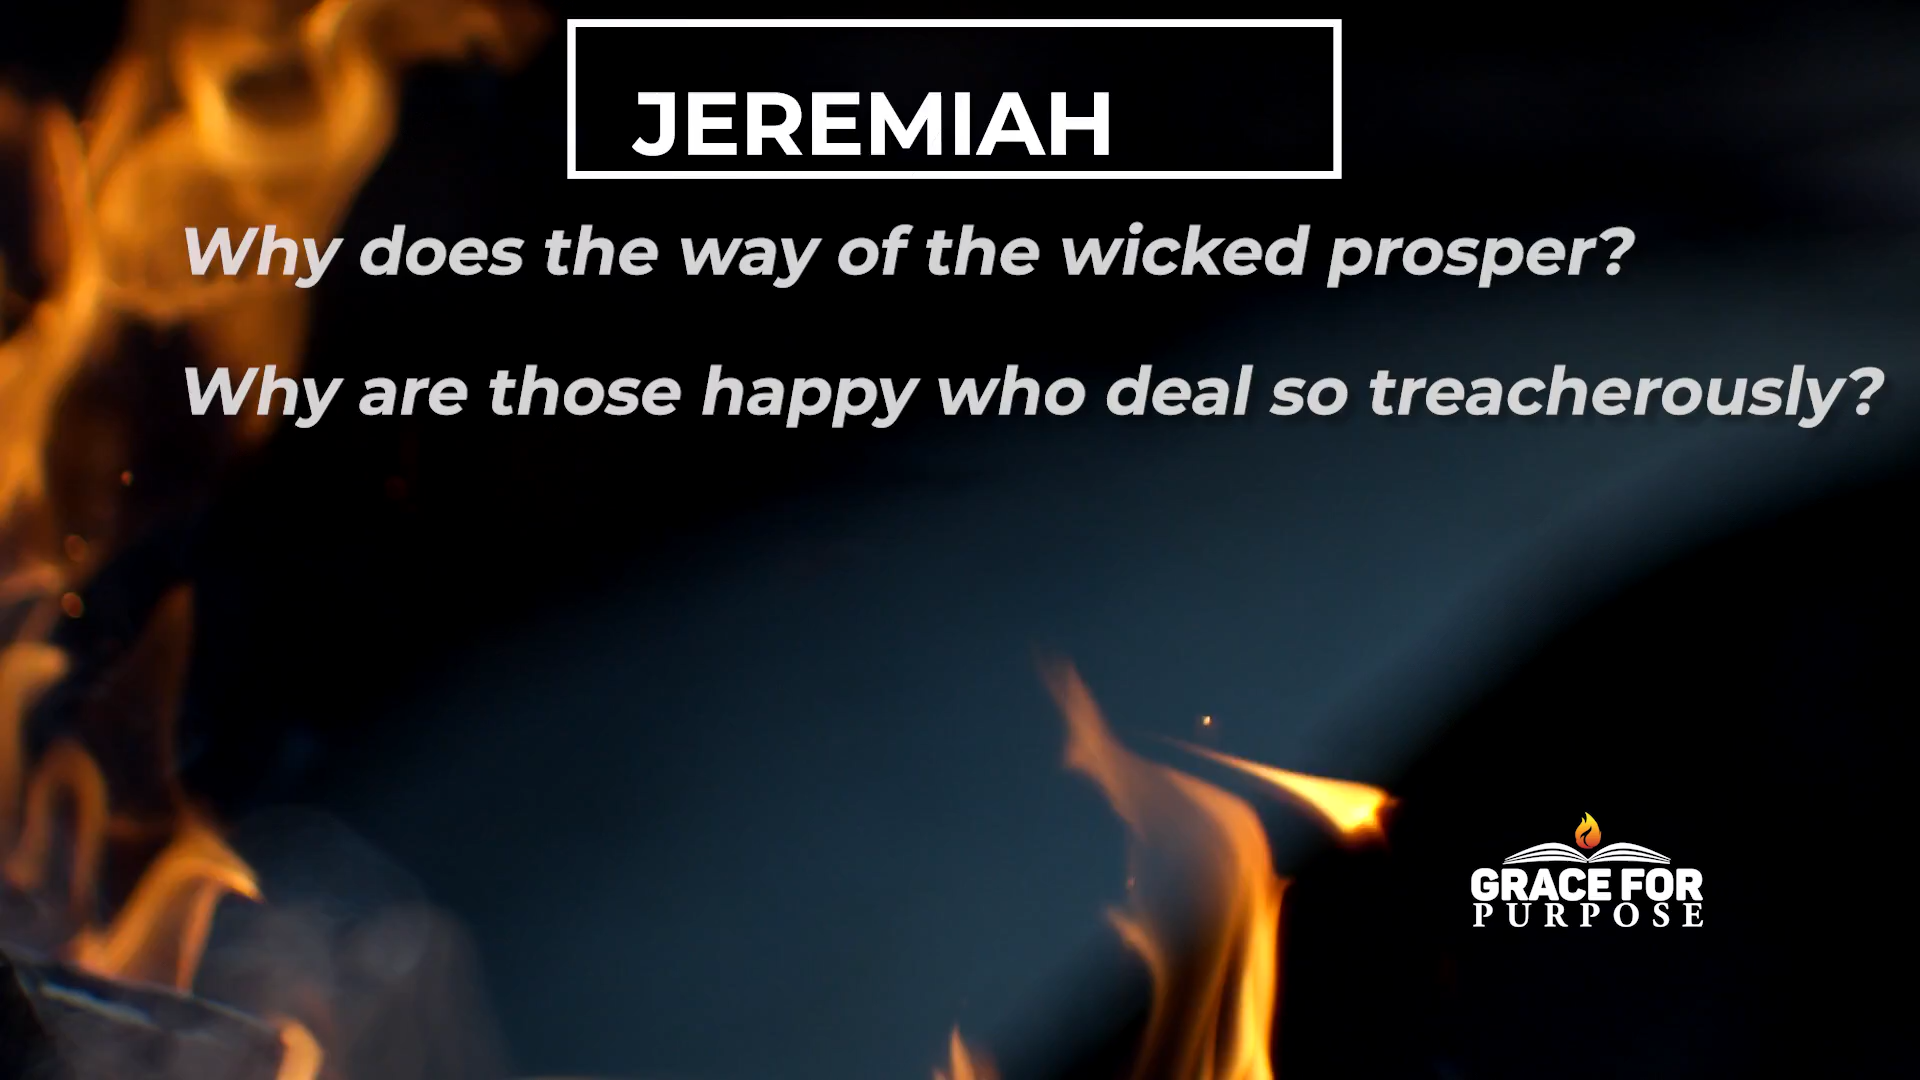 JEREMIAH
Why does the way of the wicked prosper?
Why are those happy who deal so treacherously?
GRACE FOR
PURPOSE